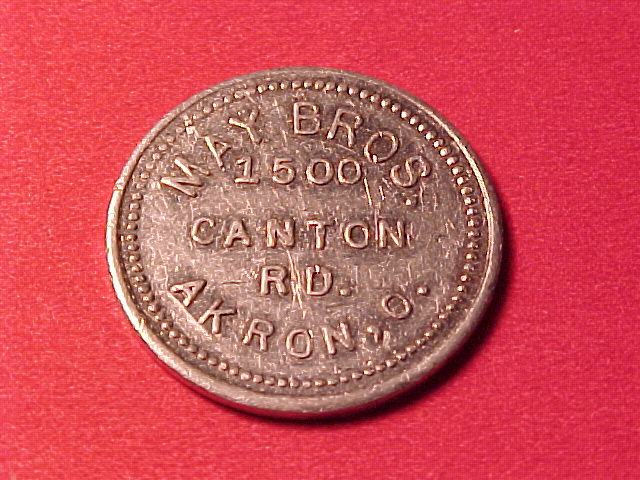 MAY BROS.
1500
CANTON
RD.
AKRON, O.